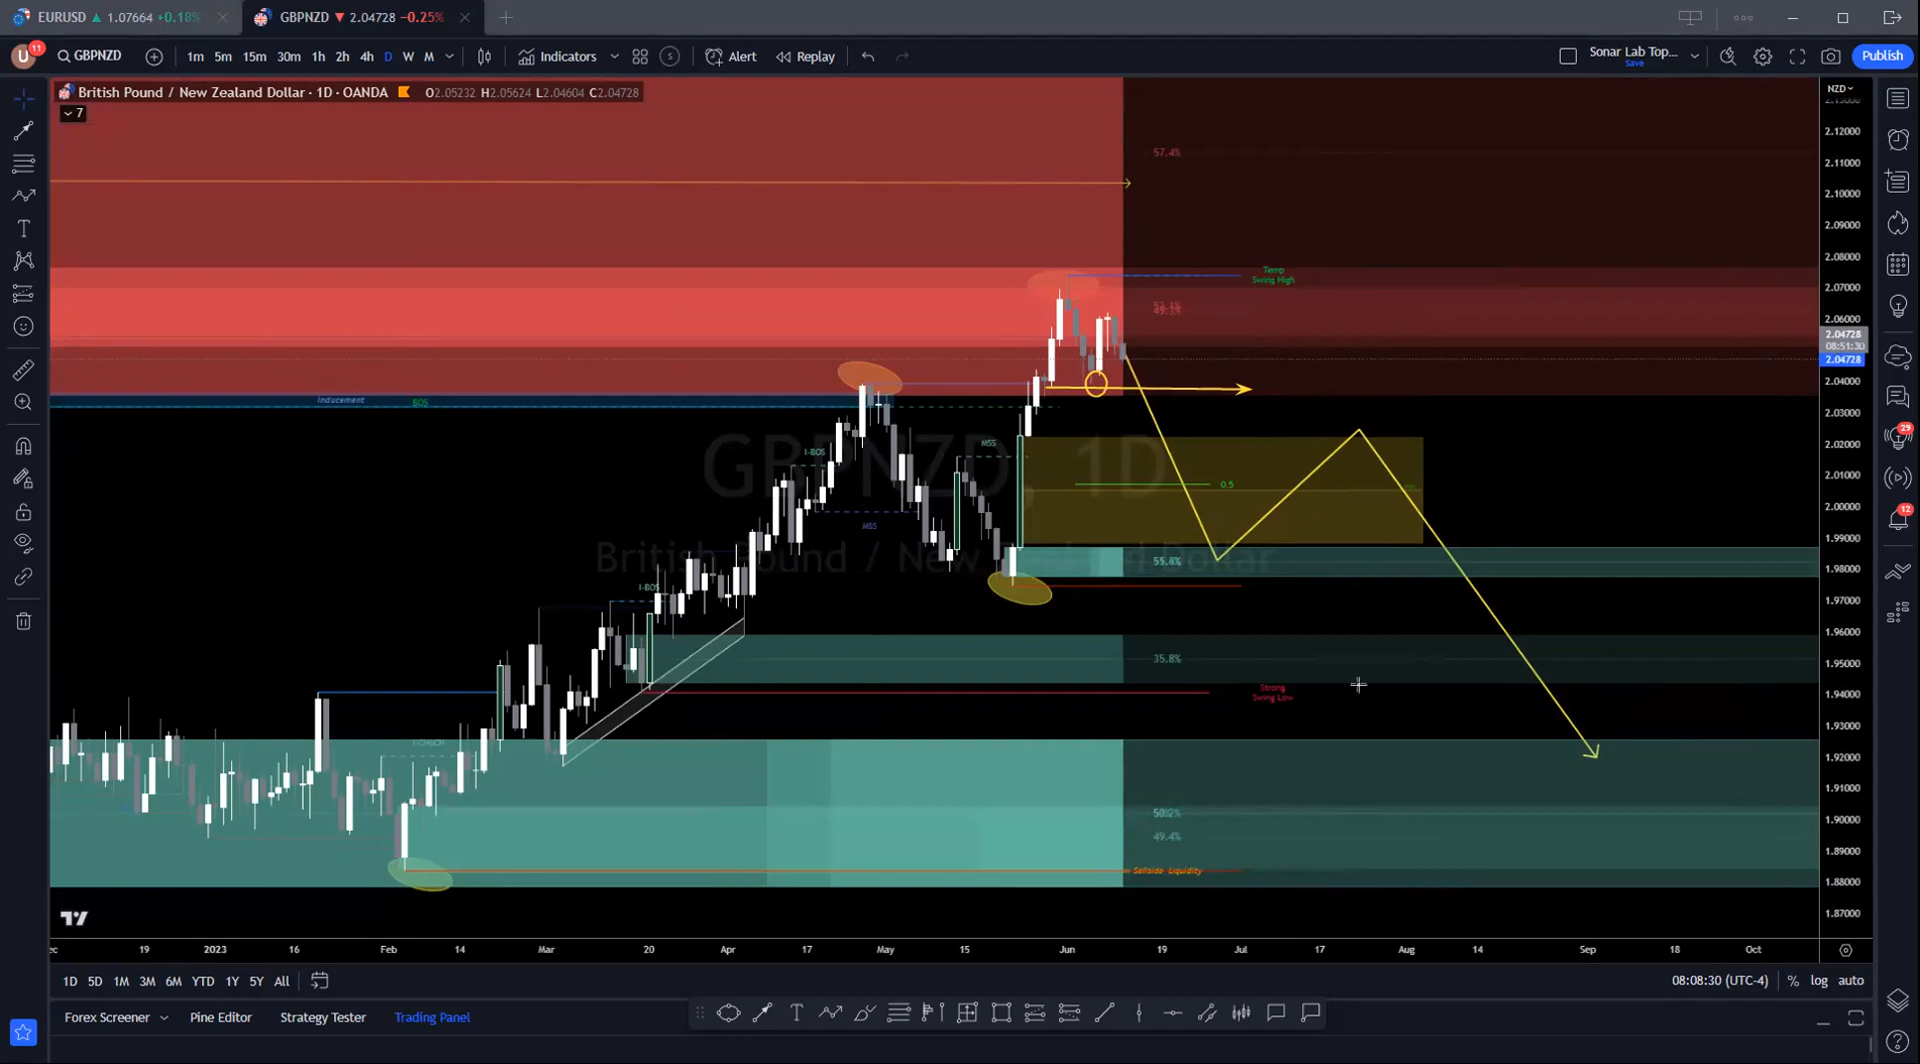 EURUSD ▲ 1.07664 +0.18%
GBPNZD ▼ 2.04728 −0.25%
U 11 GBPNZD 1m 5m 15m 30m 1h 2h 4h D W M Indicators Alert Replay Sonar Lab Top... Save Publish
British Pound / New Zealand Dollar · 1D · OANDA O2.05232 H2.05624 L2.04604 C2.04728
7
NZD
2.12000
2.11000
2.10000
2.09000
2.08000
2.07000
2.06000
2.04728
08:51:30
2.04728
2.04000
2.03000
2.02000
2.01000
2.00000
1.99000
1.98000
1.97000
1.96000
1.95000
1.94000
1.93000
1.92000
1.91000
1.90000
1.89000
1.88000
1.87000
57.4%
Temp
Swing High
Inducement
BOS
MSS
I-BOS
GBPNZD, 1D
0.5
MSS
British Pound / New Zealand Dollar
55.8%
I-BOS
35.8%
Strong
Swing Low
49.4%
Sellside Liquidity
19 2023 16 Feb 14 Mar 20 Apr 17 May 15 Jun 19 Jul 17 Aug 14 Sep 18 Oct
1D 5D 1M 3M 6M YTD 1Y 5Y All
08:08:30 (UTC-4) % log auto
Forex Screener Pine Editor Strategy Tester Trading Panel
29
12